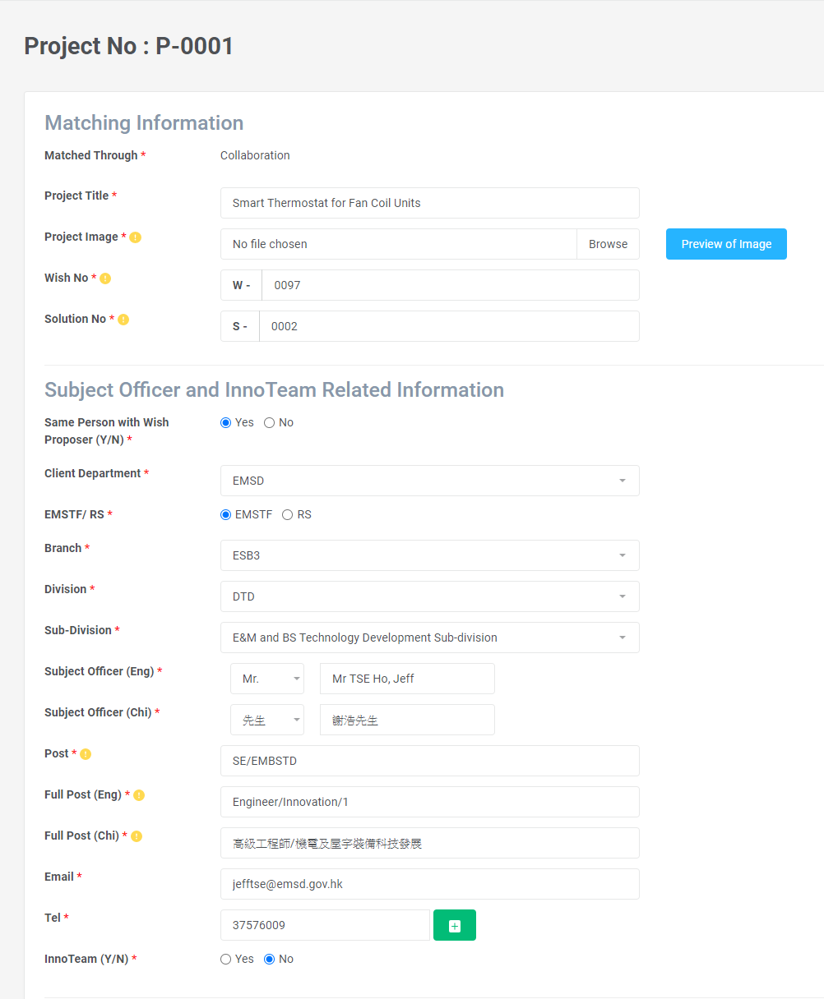 Project No : P-0001
Matching Information
Matched Through *
Collaboration
Project Title *
Smart Thermostat for Fan Coil Units
Project Image * !
No file chosen
Browse
Preview of Image
Wish No * !
W -
0097
Solution No * !
S -
0002
Subject Officer and InnoTeam Related Information
Same Person with Wish
Proposer (Y/N) *
Yes
No
Client Department *
EMSD
EMSTF/ RS *
EMSTF
RS
Branch *
ESB3
Division *
DTD
Sub-Division *
E&M and BS Technology Development Sub-division
Subject Officer (Eng) *
Mr.
Mr TSE Ho, Jeff
Subject Officer (Chi) *
先生
謝浩先生
Post * !
SE/EMBSTD
Full Post (Eng) * !
Engineer/Innovation/1
Full Post (Chi) * !
高級工程師/機電及屋宇裝備科技發展
Email *
jefftse@emsd.gov.hk
Tel *
37576009
InnoTeam (Y/N) *
Yes
No